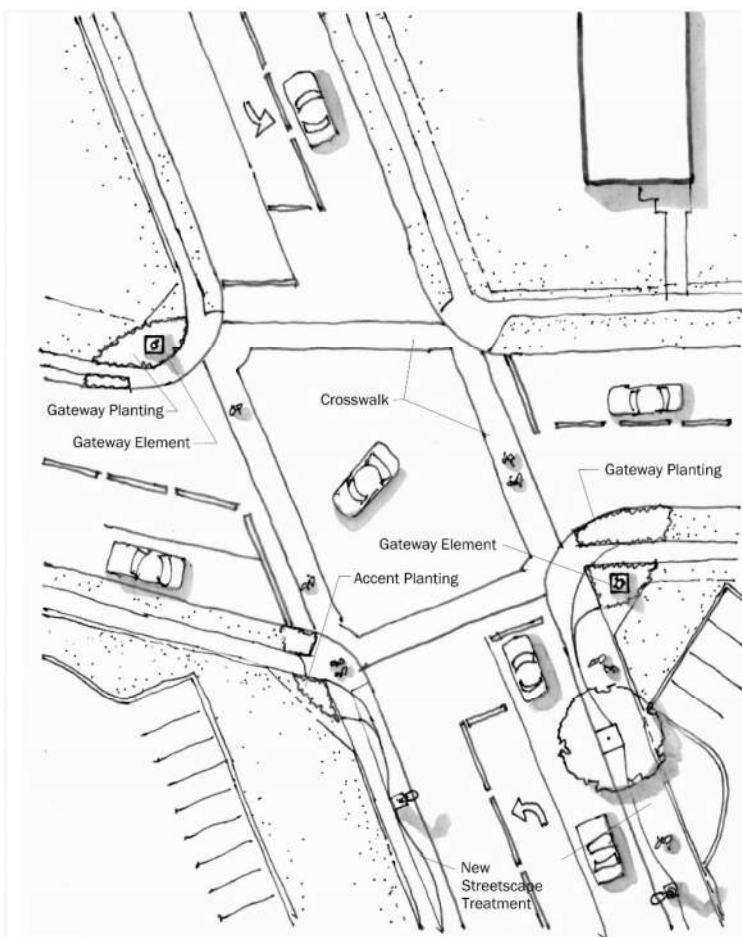 Gateway Planting
Gateway Element
Crosswalk
Gateway Planting
Gateway Element
Accent Planting
New
Streetscape
Treatment